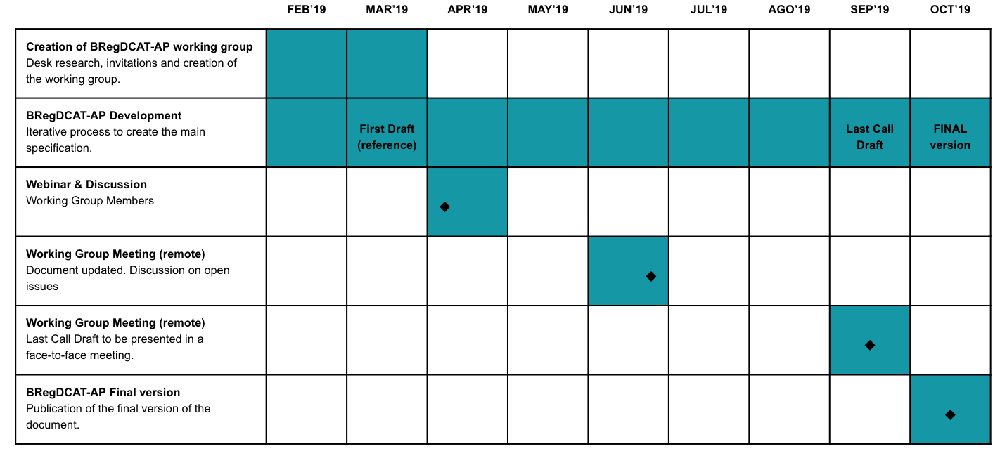 FEB’19 MAR’19 APR’19 MAY’19 JUN’19 JUL’19 AGO’19 SEP’19 OCT’19
Creation of BRegDCAT-AP working group
Desk research, invitations and creation of
the working group.
BRegDCAT-AP Development
Iterative process to create the main
specification.
First Draft
(reference)
Last Call
Draft
FINAL
version
Webinar & Discussion
Working Group Members
Working Group Meeting (remote)
Document updated. Discussion on open
issues
Working Group Meeting (remote)
Last Call Draft to be presented in a
face-to-face meeting.
BRegDCAT-AP Final version
Publication of the final version of the
document.